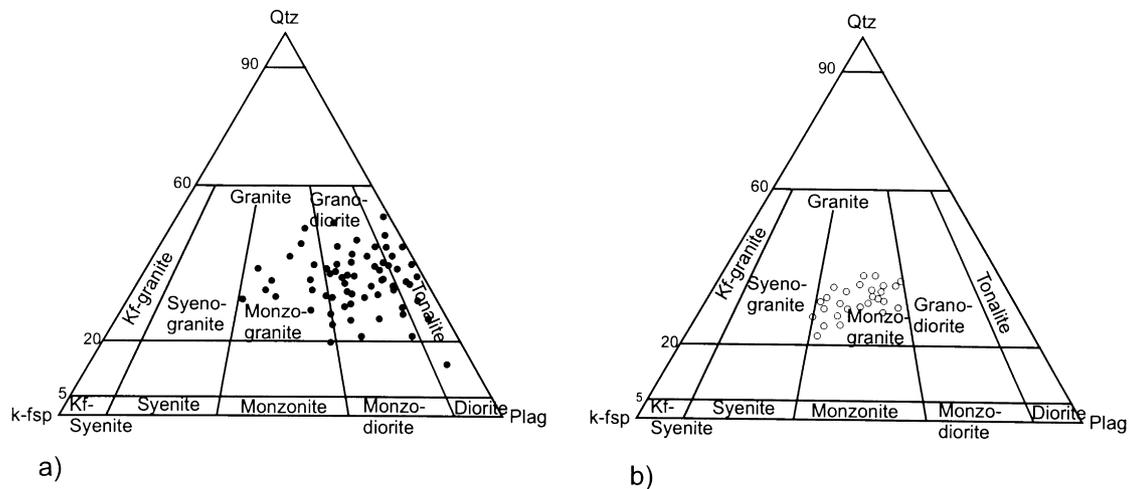 Qtz
90
60
Granite
Grano-
diorite
Kf-granite
Syeno-
granite
Monzo-
granite
Tonalite
20
5
Kf-
Syenite
Syenite
Monzonite
Monzo-
diorite
Diorite
k-fsp
Plag
a)
Qtz
90
60
Granite
Kf-granite
Syeno-
granite
Monzo-
granite
Grano-
diorite
Tonalite
20
5
Kf-
Syenite
Syenite
Monzonite
Monzo-
diorite
Diorite
k-fsp
Plag
b)